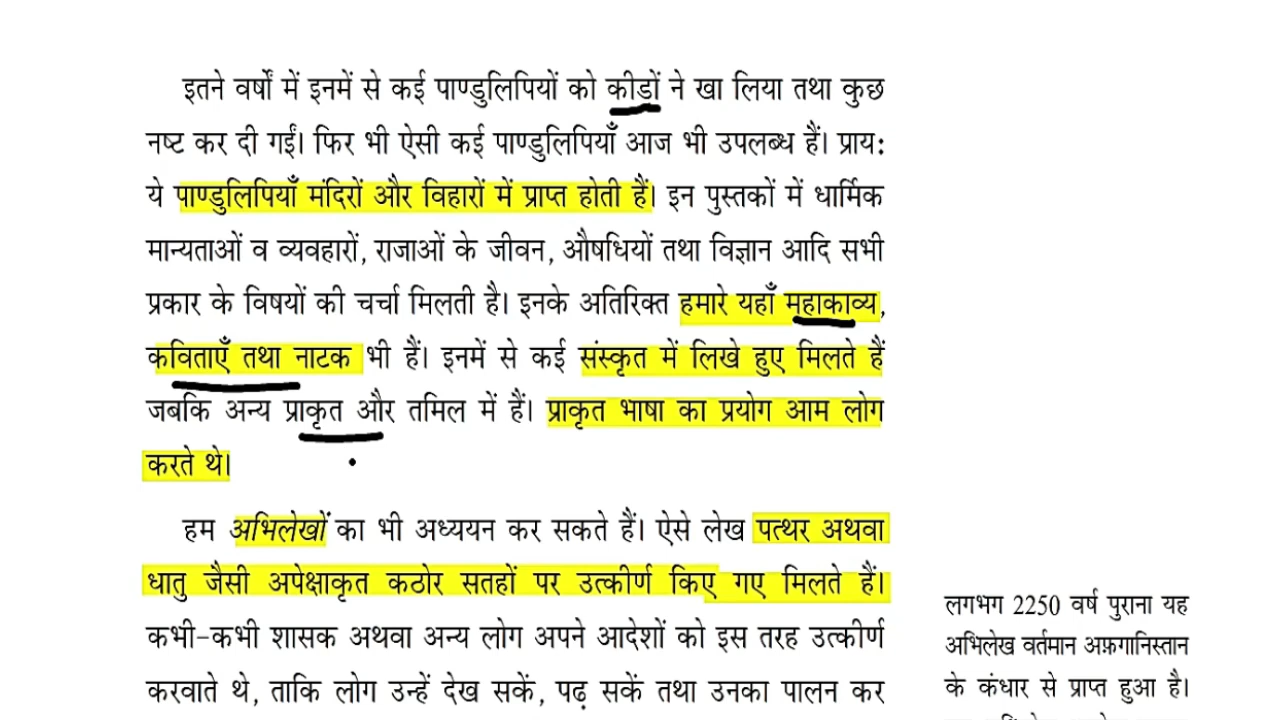 इतने वर्षों में इनमें से कई पाण्डुलिपियों को कीडों ने खा लिया तथा कुछ
नष्ट कर दी गईं। फिर भी ऐसी कई पाण्डुलिपियाँ आज भी उपलब्ध हैं। प्राय:
ये पाण्डुलिपियाँ मंदिरों और विहारों में प्राप्त होती हैं। इन पुस्तकों में धार्मिक
मान्यताओं व व्यवहारों, राजाओं के जीवन, औषधियों तथा विज्ञान आदि सभी
प्रकार के विषयों की चर्चा मिलती है। इनके अतिरिक्त हमारे यहाँ महाकाव्य,
कविताएँ तथा नाटक भी हैं। इनमें से कई संस्कृत में लिखे हुए मिलते हैं
जबकि अन्य प्राकृत और तमिल में हैं। प्राकृत भाषा का प्रयोग आम लोग
करते थे।
हम अभिलेखों का भी अध्ययन कर सकते हैं। ऐसे लेख पत्थर अथवा
धातु जैसी अपेक्षाकृत कठोर सतहों पर उत्कीर्ण किए गए मिलते हैं।
कभी-कभी शासक अथवा अन्य लोग अपने आदेशों को इस तरह उत्कीर्ण
करवाते थे, ताकि लोग उन्हें देख सकें, पढ़ सकें तथा उनका पालन कर
लगभग 2250 वर्ष पुराना यह
अभिलेख वर्तमान अफ़गानिस्तान
के कंधार से प्राप्त हुआ है।